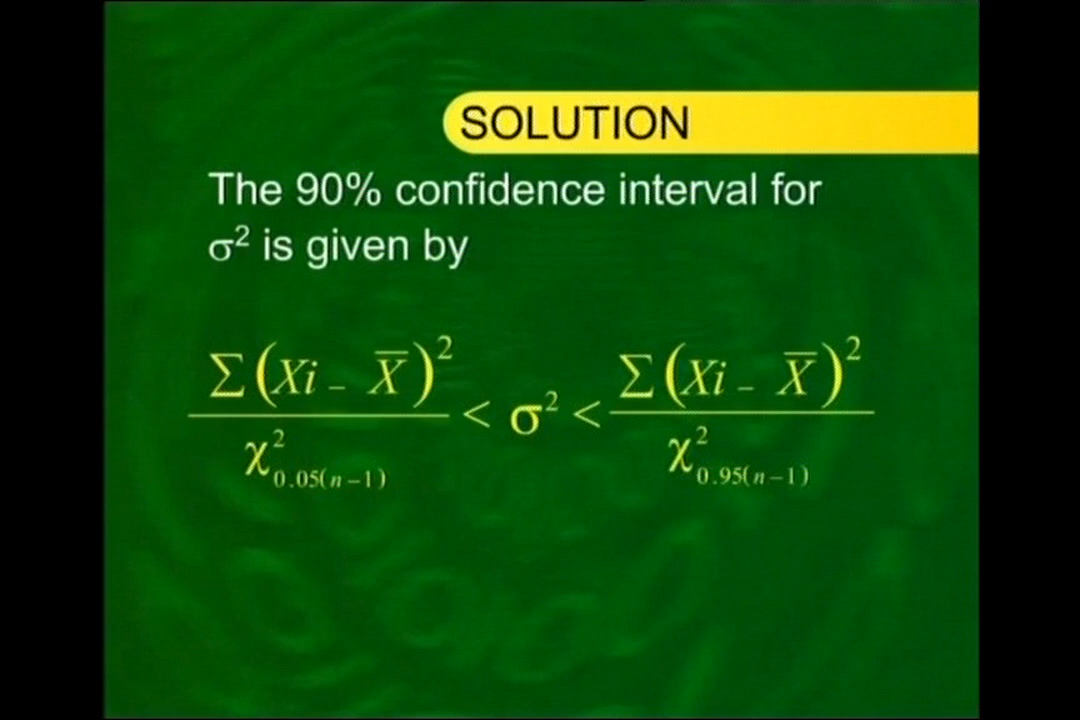 SOLUTION
The 90% confidence interval for
σ² is given by
Σ(Xi - X̄)² / χ²₀.₀₅(n-1) < σ² < Σ(Xi - X̄)² / χ²₀.₉₅(n-1)